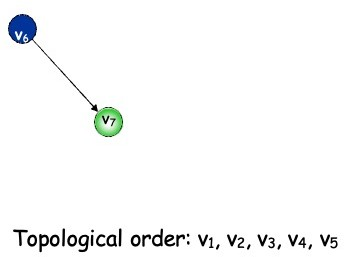 v₆
v₇
Topological order: v₁, v₂, v₃, v₄, v₅